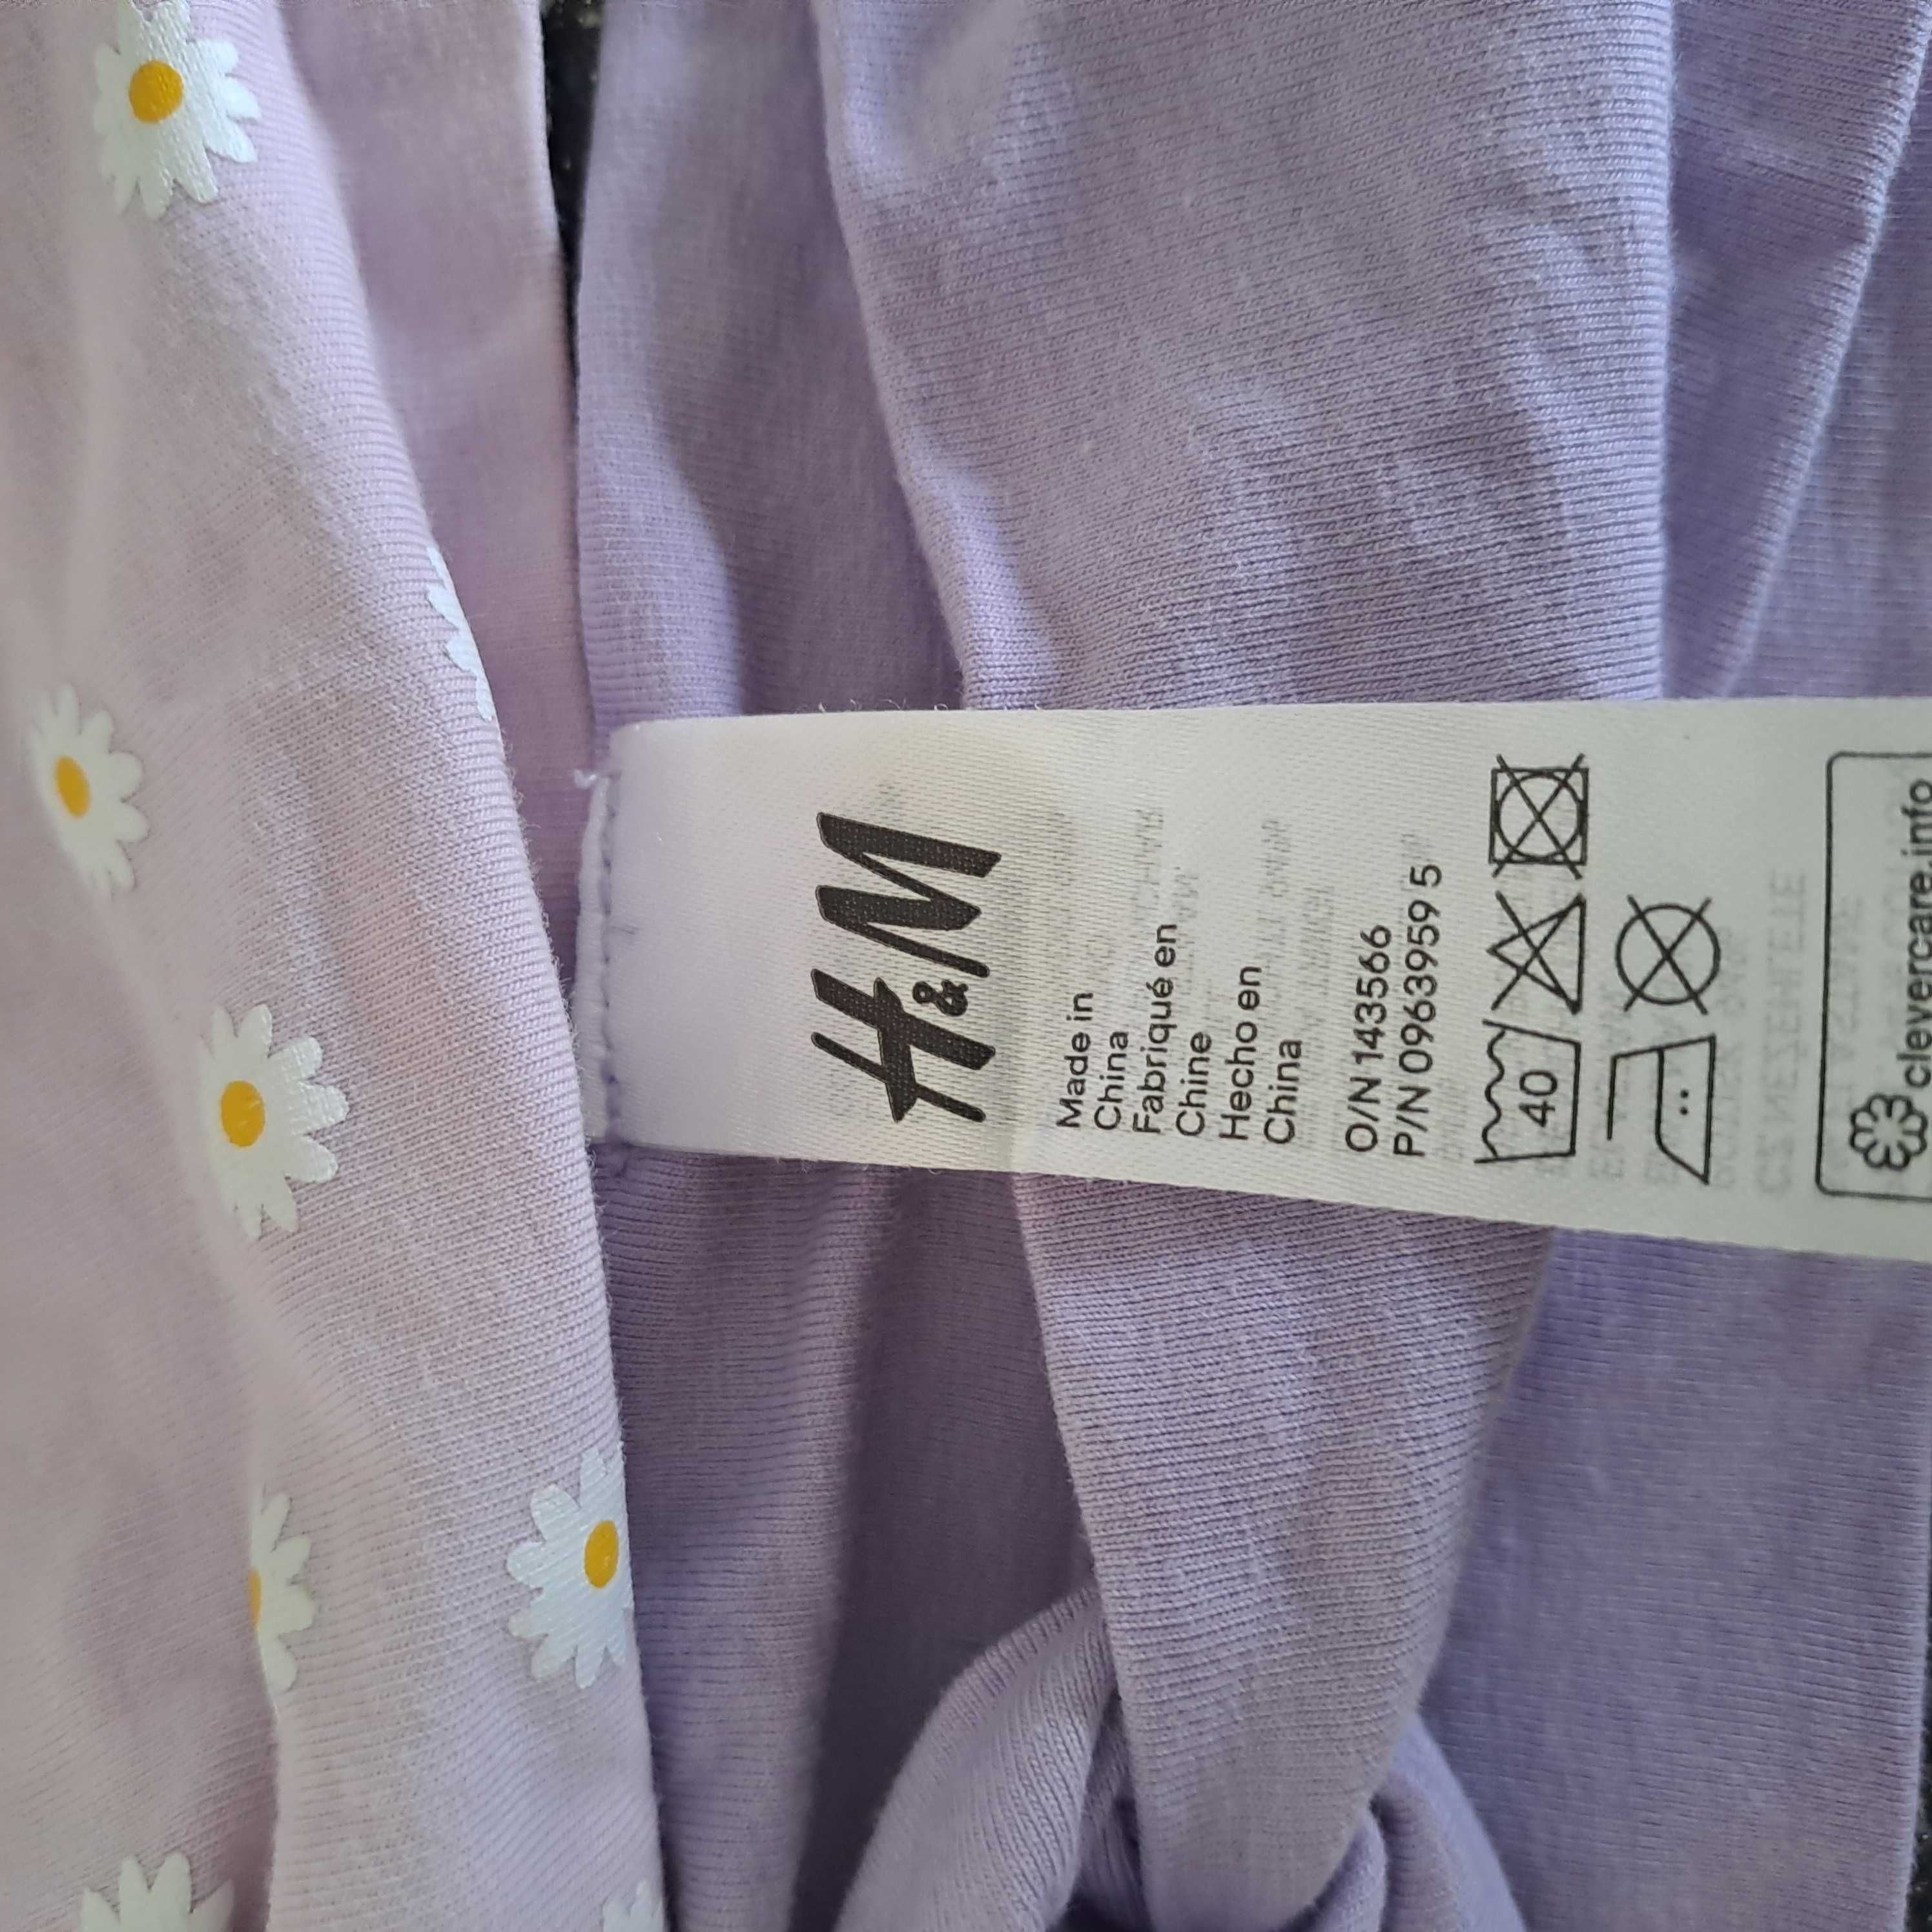 H&M
Made in
China
Fabriqué en
Chine
Hecho en
China
O/N 143566
P/N 0963959 5
40
clevercare.info